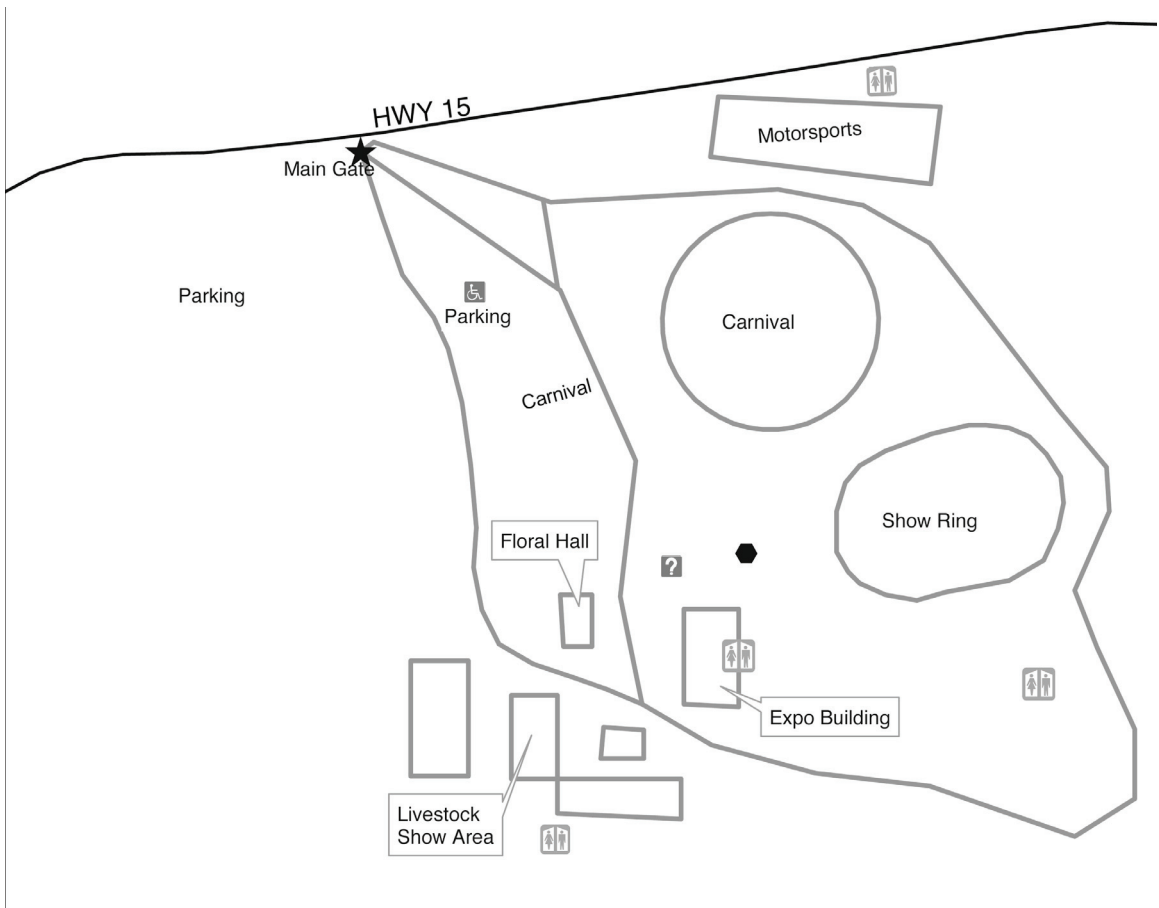 HWY 15
Motorsports
Main Gate
Parking
Parking
Carnival
Carnival
Show Ring
Floral Hall
?
Expo Building
Livestock
Show Area